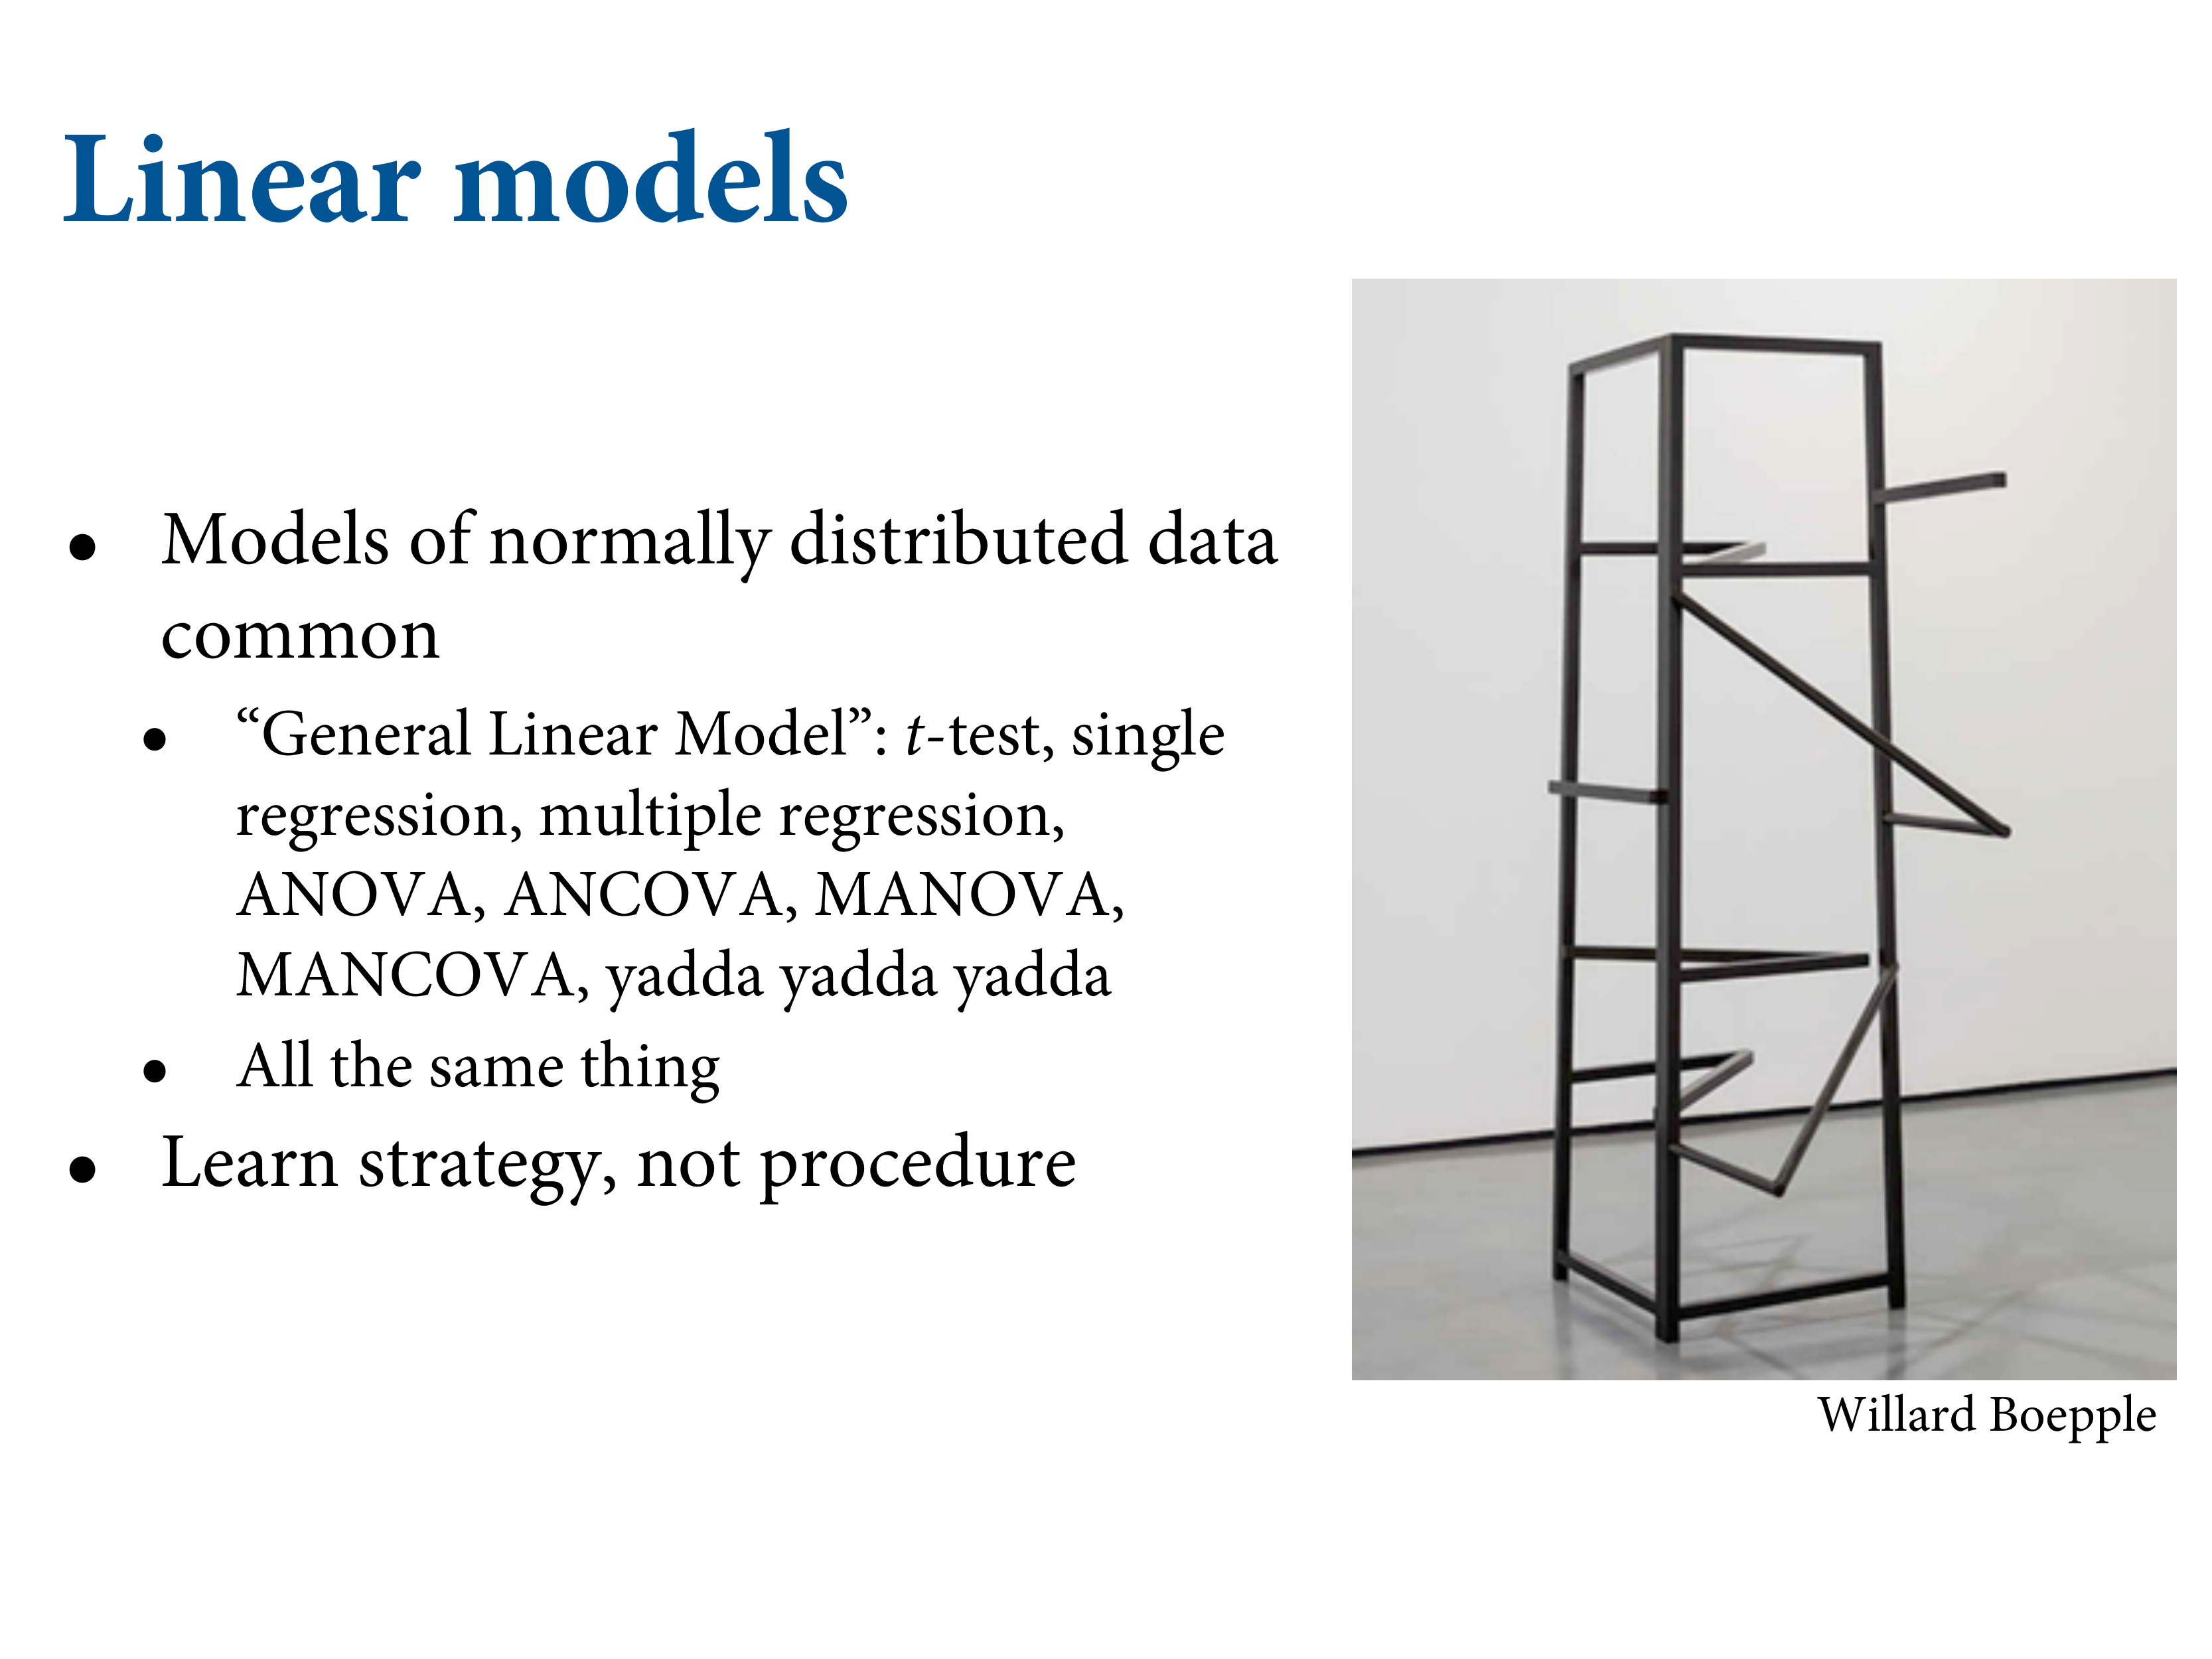 Linear models
• Models of normally distributed data
common
• “General Linear Model”: t-test, single
regression, multiple regression,
ANOVA, ANCOVA, MANOVA,
MANCOVA, yadda yadda yadda
• All the same thing
• Learn strategy, not procedure
Willard Boepple